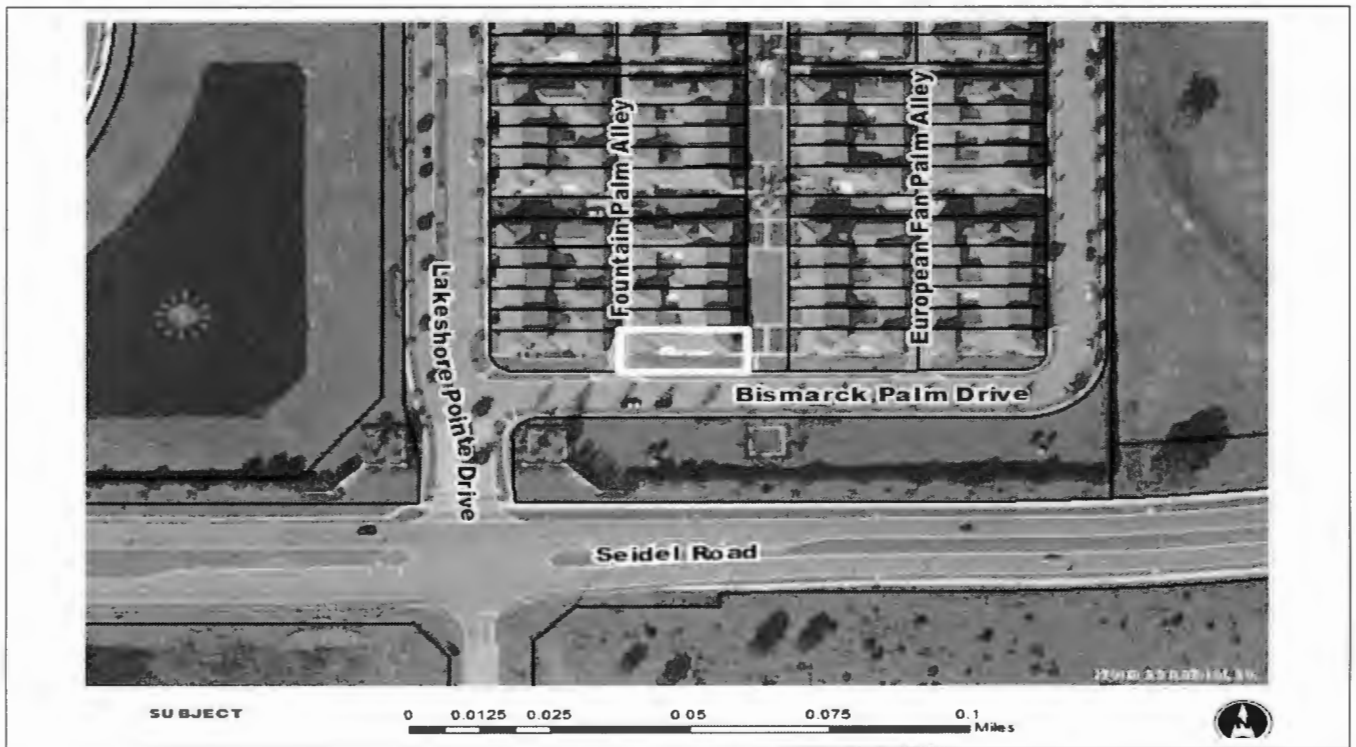 Fountain Palm Alley
European Fan Palm Alley
Lakeshore Pointe Drive
Bismarck Palm Drive
Seidel Road
SUBJECT
0 0.0125 0.025 0.05 0.075 0.1
Miles
N